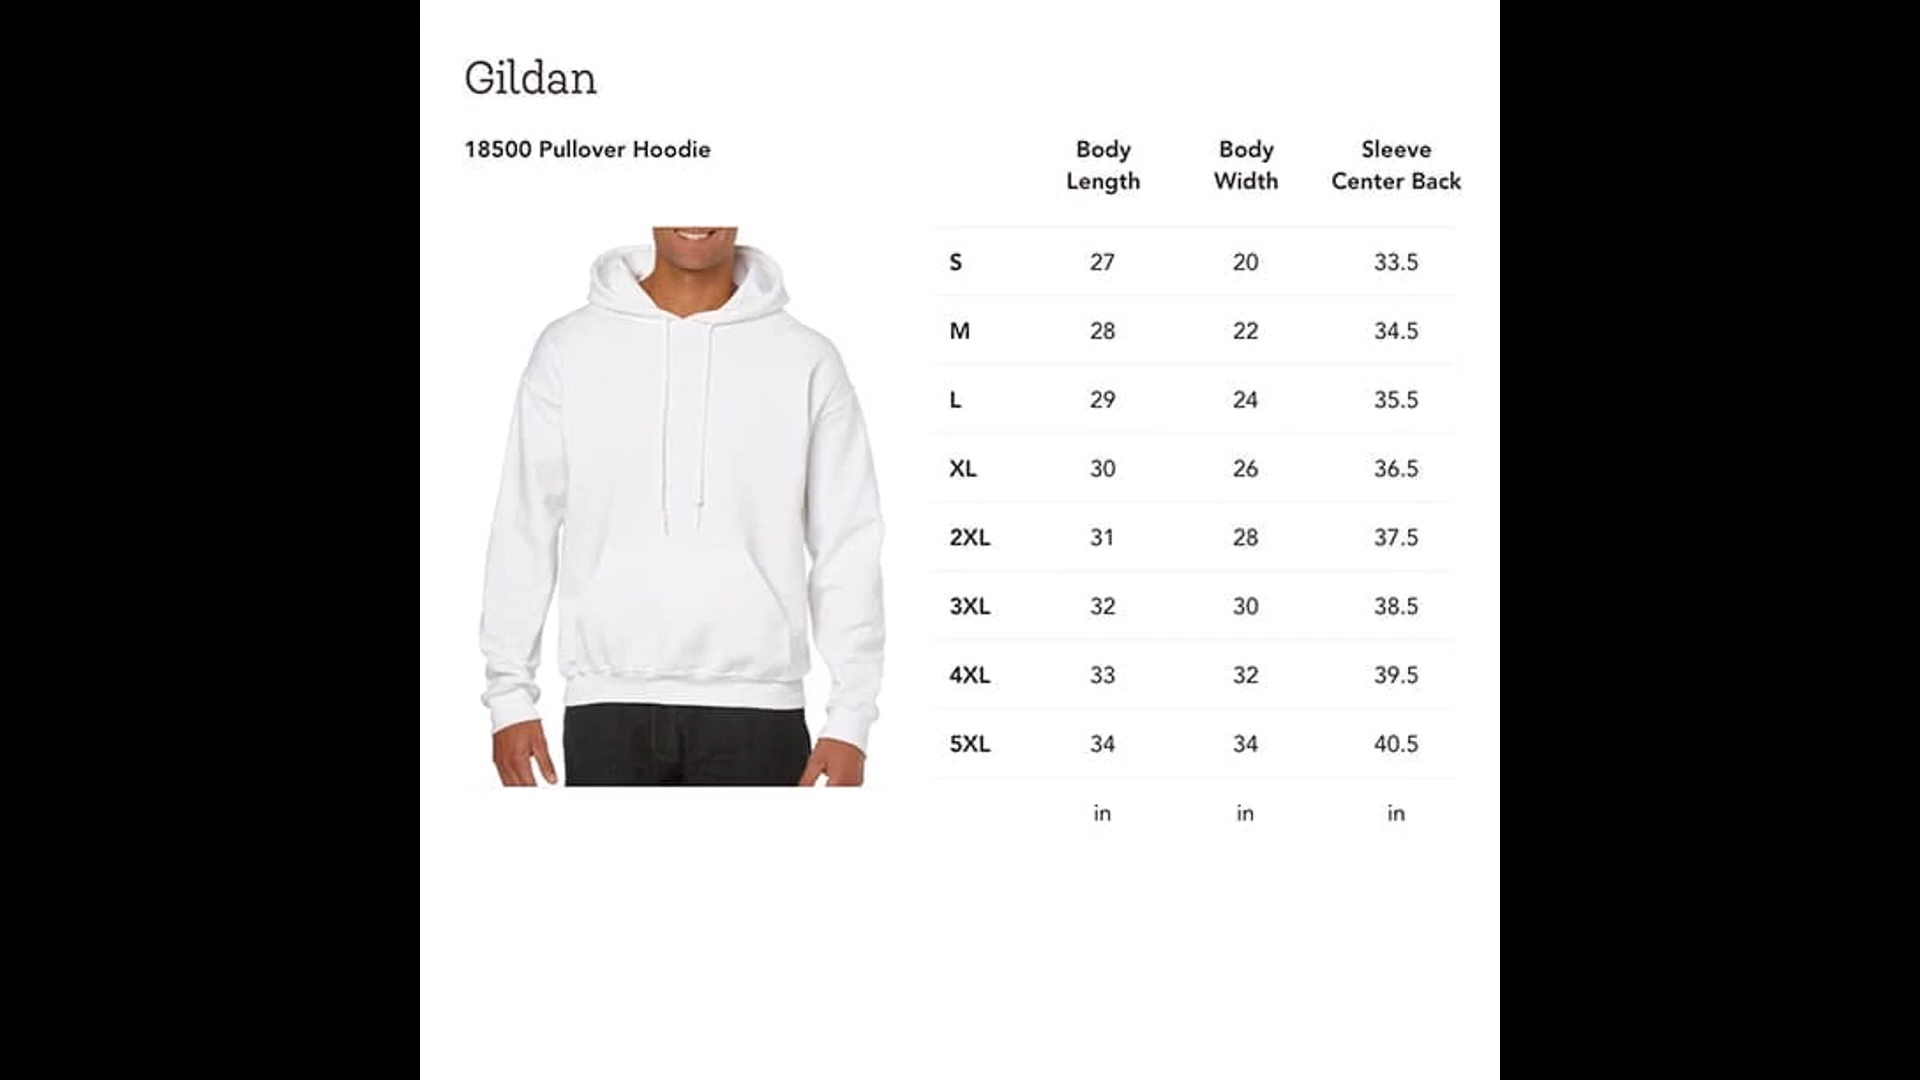 Gildan
18500 Pullover Hoodie
Body Length
Body Width
Sleeve Center Back
S 27 20 33.5
M 28 22 34.5
L 29 24 35.5
XL 30 26 36.5
2XL 31 28 37.5
3XL 32 30 38.5
4XL 33 32 39.5
5XL 34 34 40.5
in in in